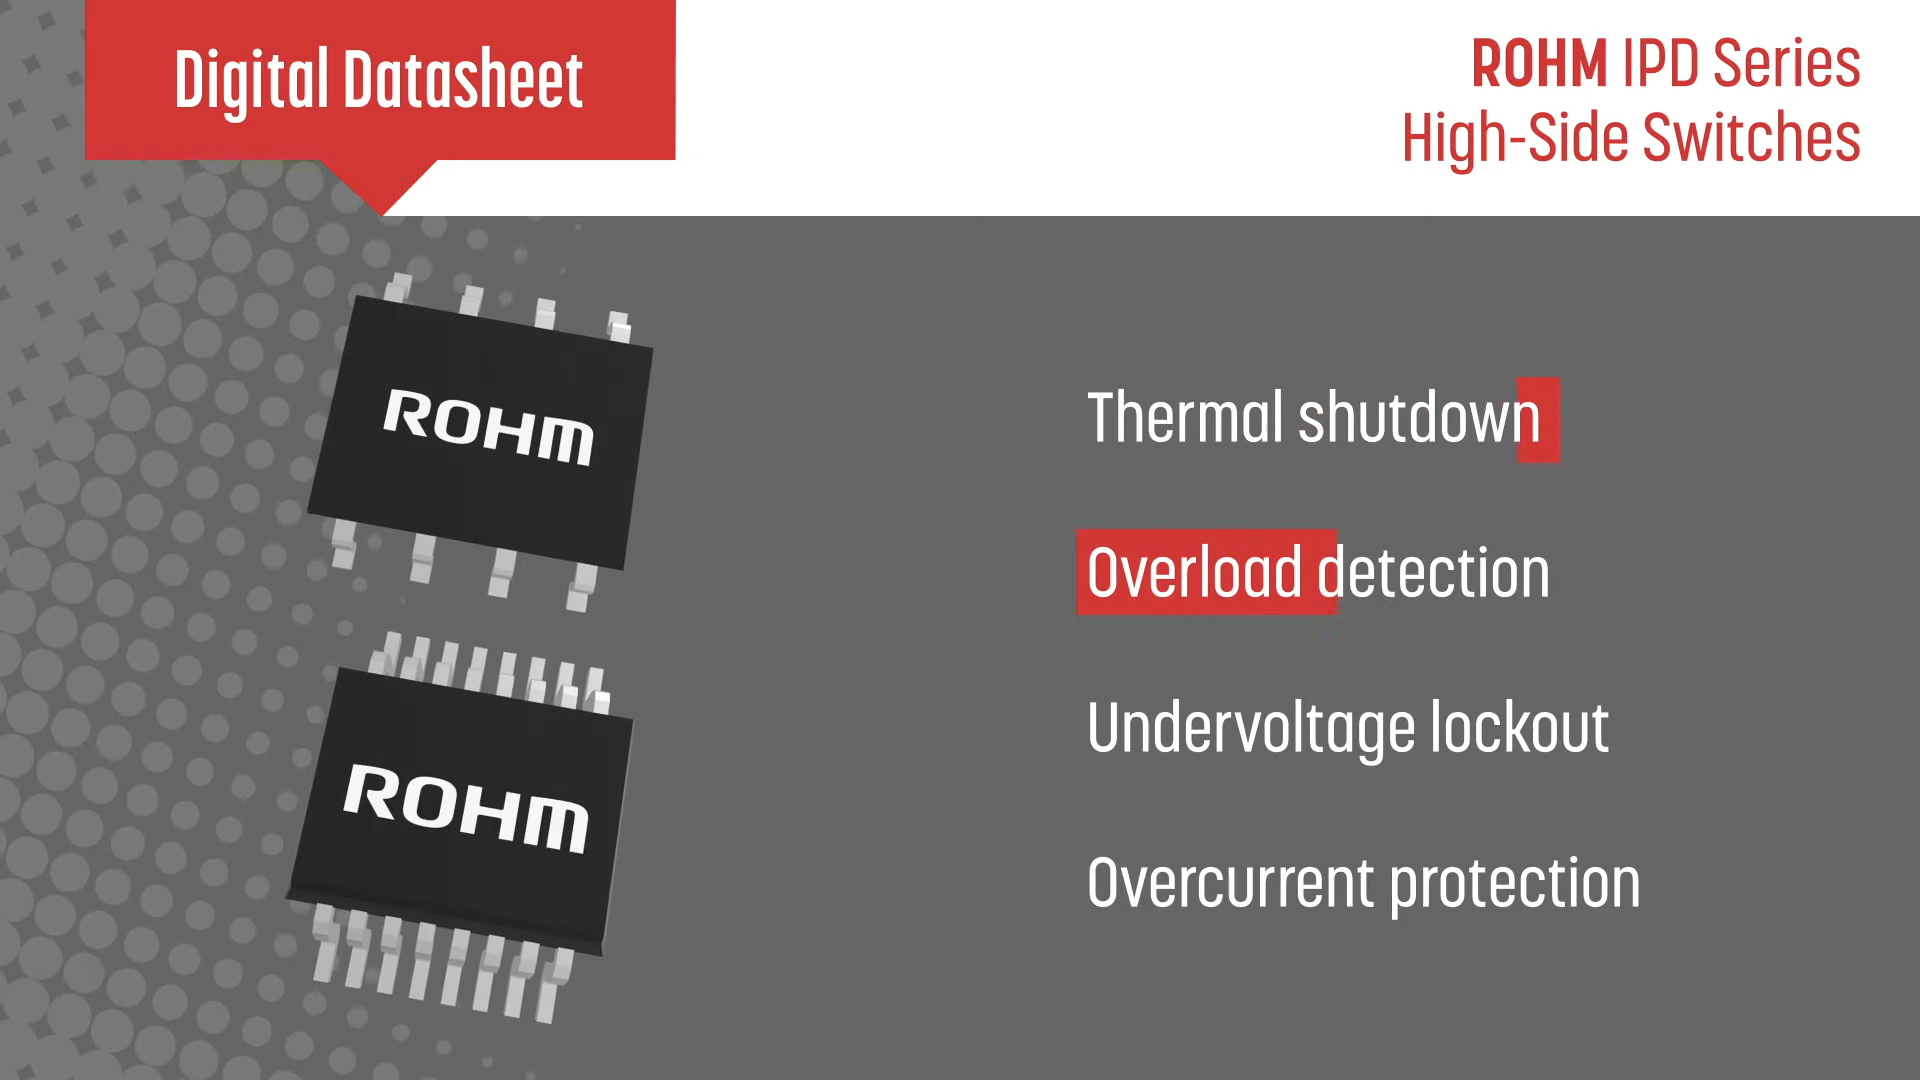 Digital Datasheet
ROHM IPD Series
High-Side Switches
ROHM
Thermal shutdown
Overload detection
Undervoltage lockout
Overcurrent protection
ROHM